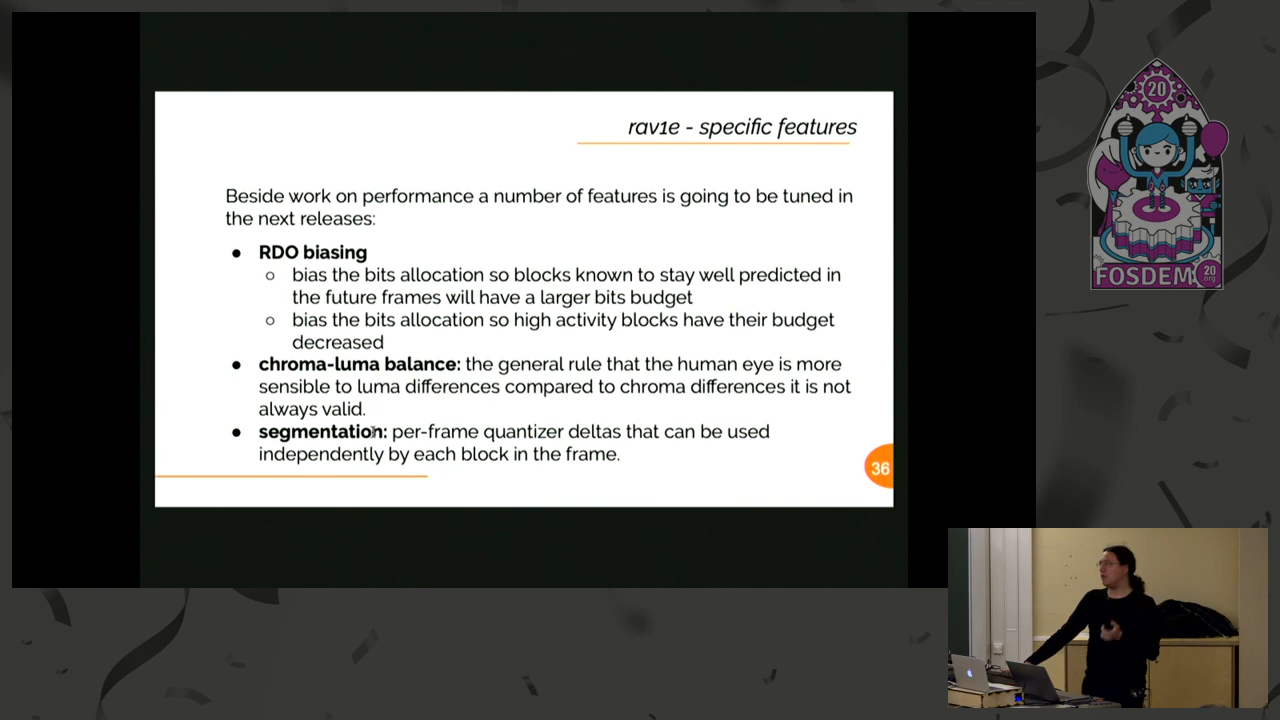 rav1e - specific features
Beside work on performance a number of features is going to be tuned in
the next releases:
● RDO biasing
○ bias the bits allocation so blocks known to stay well predicted in
the future frames will have a larger bits budget
○ bias the bits allocation so high activity blocks have their budget
decreased
● chroma-luma balance: the general rule that the human eye is more
sensible to luma differences compared to chroma differences it is not
always valid.
● segmentation: per-frame quantizer deltas that can be used
independently by each block in the frame.
36
20
FOSDEM
20
.org